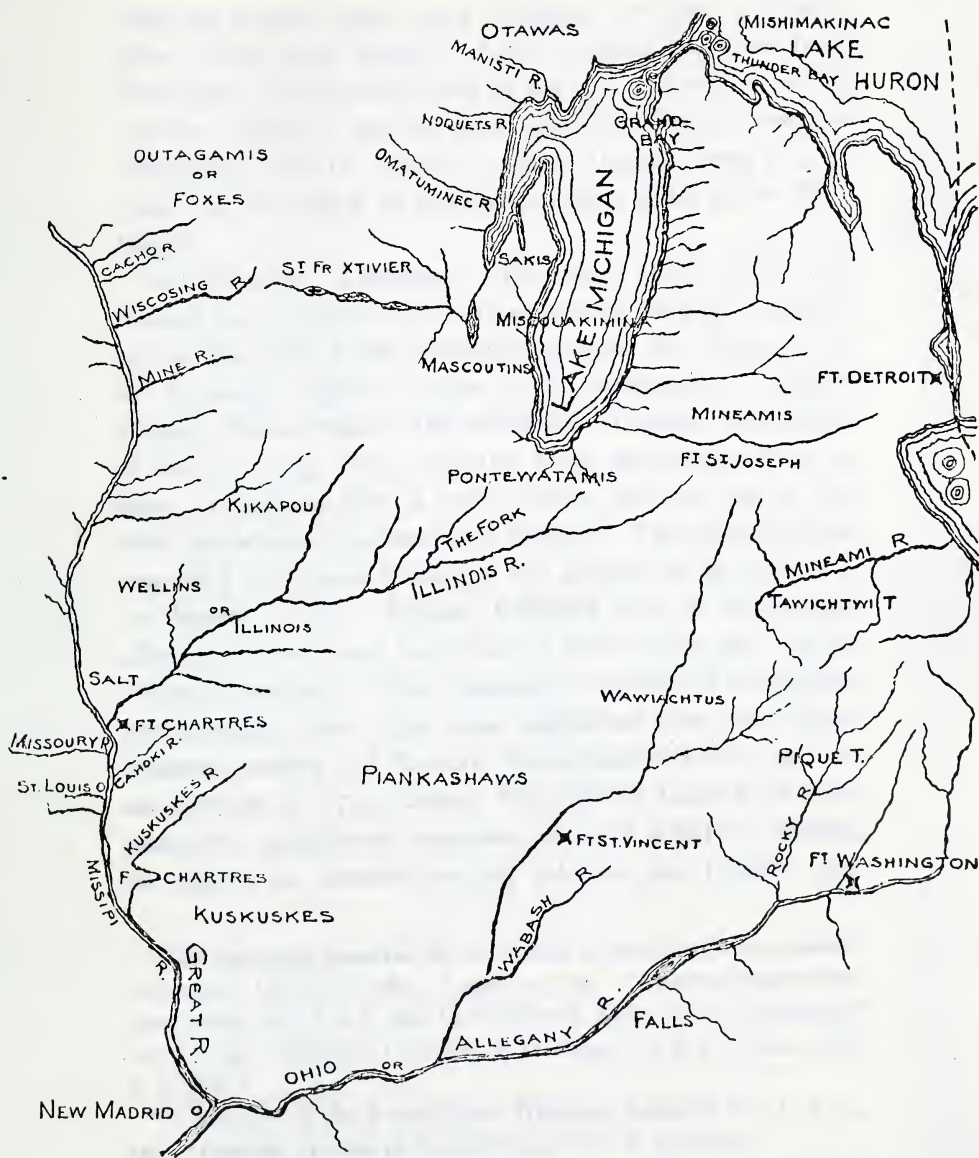 OTAWAS
(MISHIMAKINAC
LAKE
HURON
THUNDER BAY
MANISTI R.
NOQUETS R
GRAND
BAY
OMATUMINEC R
OUTAGAMIS
OR
FOXES
CACHO R
WISCOSING R
ST FR XTIVIER
SAKIS
LAKE MICHIGAN
MISCOUAKIMINA
MASCOUTINS
MINE R.
FT. DETROIT
MINEAMIS
FT ST JOSEPH
PONTEWATAMIS
KIKAPOU
THE FORK
ILLINOIS R.
MINEAMI R
TAWICHTWI T
WELLINS
OR
ILLINOIS
SALT
FT CHARTRES
MISSOURY R
CAHOKI R.
ST. LOUIS O
WAWIACHTUS
PIQUE T.
PIANKASHAWS
KUSKUSKES R
FT ST. VINCENT
ROCKY R
FT WASHINGTON
F CHARTRES
MISSIPI R.
KUSKUSKES
WABASH R
GREAT R.
ALLEGANY R.
FALLS
OHIO OR
NEW MADRID O